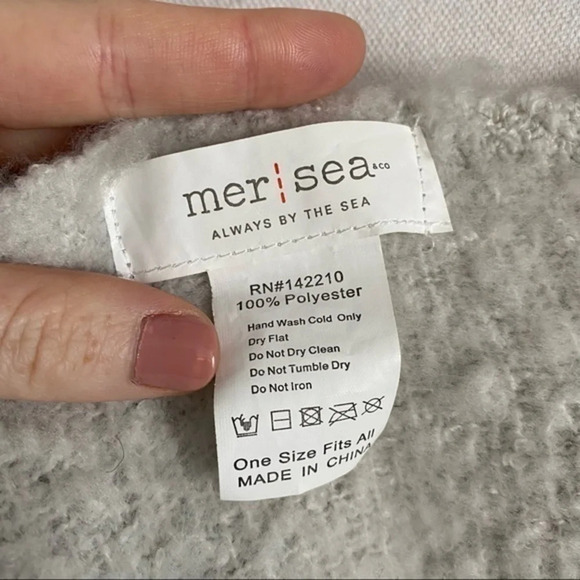 mer sea & co
ALWAYS BY THE SEA
RN#142210
100% Polyester
Hand Wash Cold Only
Dry Flat
Do Not Dry Clean
Do Not Tumble Dry
Do Not Iron
One Size Fits All
MADE IN CHINA